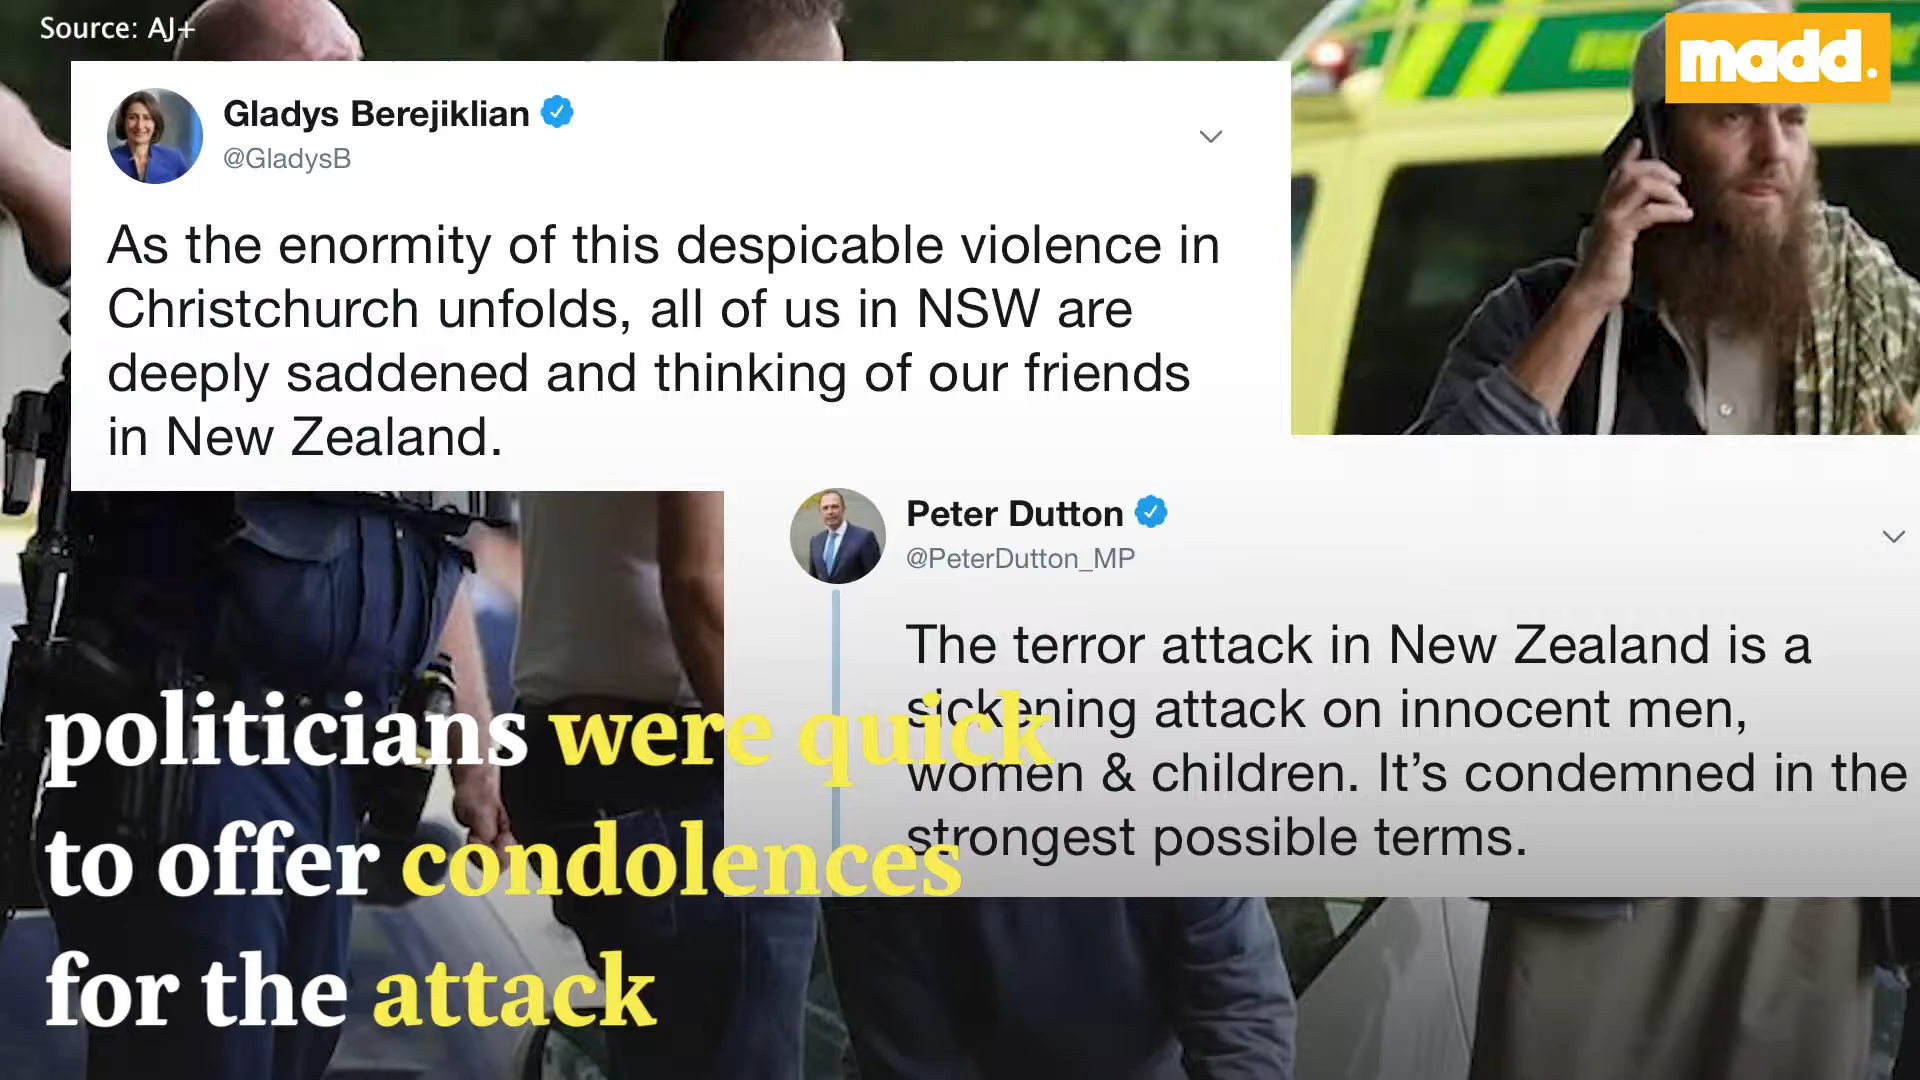 Source: AJ+
madd.
Gladys Berejiklian
@GladysB
As the enormity of this despicable violence in
Christchurch unfolds, all of us in NSW are
deeply saddened and thinking of our friends
in New Zealand.
Peter Dutton
@PeterDutton_MP
The terror attack in New Zealand is a
sickening attack on innocent men,
women & children. It’s condemned in the
strongest possible terms.
politicians were quick
to offer condolences
for the attack